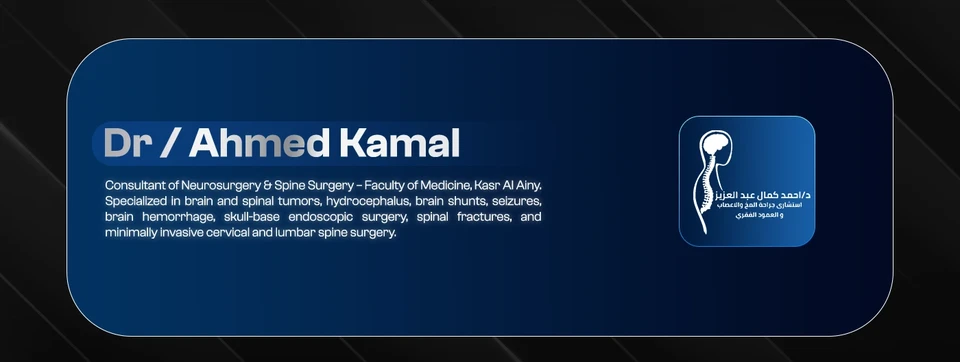 Dr / Ahmed Kamal
Consultant of Neurosurgery & Spine Surgery – Faculty of Medicine, Kasr Al Ainy.
Specialized in brain and spinal tumors, hydrocephalus, brain shunts, seizures,
brain hemorrhage, skull-base endoscopic surgery, spinal fractures, and
minimally invasive cervical and lumbar spine surgery.
د/احمد كمال عبد العزيز
استشاري جراحة المخ والاعصاب
و العمود الفقري